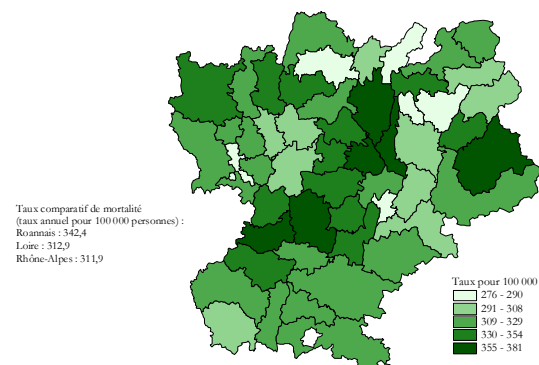 Taux comparatif de mortalité
(taux annuel pour 100 000 personnes) :
Roannais : 342,4
Loire : 312,9
Rhône-Alpes : 311,9
Taux pour 100 000
276 - 290
291 - 308
309 - 329
330 - 354
355 - 381